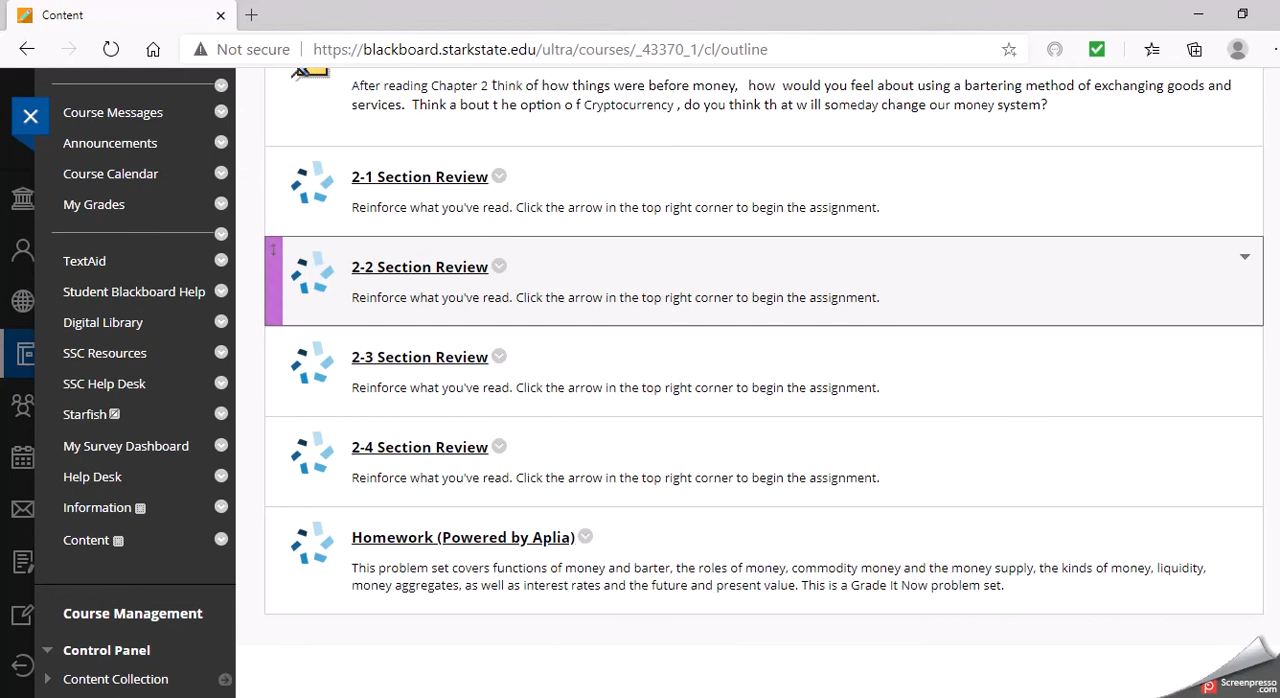 Content
Not secure
https://blackboard.starkstate.edu/ultra/courses/_43370_1/cl/outline
Course Messages
Announcements
Course Calendar
My Grades
TextAid
Student Blackboard Help
Digital Library
SSC Resources
SSC Help Desk
Starfish
My Survey Dashboard
Help Desk
Information
Content
Course Management
Control Panel
Content Collection
After reading Chapter 2 think of how things were before money, how would you feel about using a bartering method of exchanging goods and
services. Think a bout t he option o f Cryptocurrency , do you think th at w ill someday change our money system?
2-1 Section Review
Reinforce what you've read. Click the arrow in the top right corner to begin the assignment.
2-2 Section Review
Reinforce what you've read. Click the arrow in the top right corner to begin the assignment.
2-3 Section Review
Reinforce what you've read. Click the arrow in the top right corner to begin the assignment.
2-4 Section Review
Reinforce what you've read. Click the arrow in the top right corner to begin the assignment.
Homework (Powered by Aplia)
This problem set covers functions of money and barter, the roles of money, commodity money and the money supply, the kinds of money, liquidity,
money aggregates, as well as interest rates and the future and present value. This is a Grade It Now problem set.
Screenpresso
.com